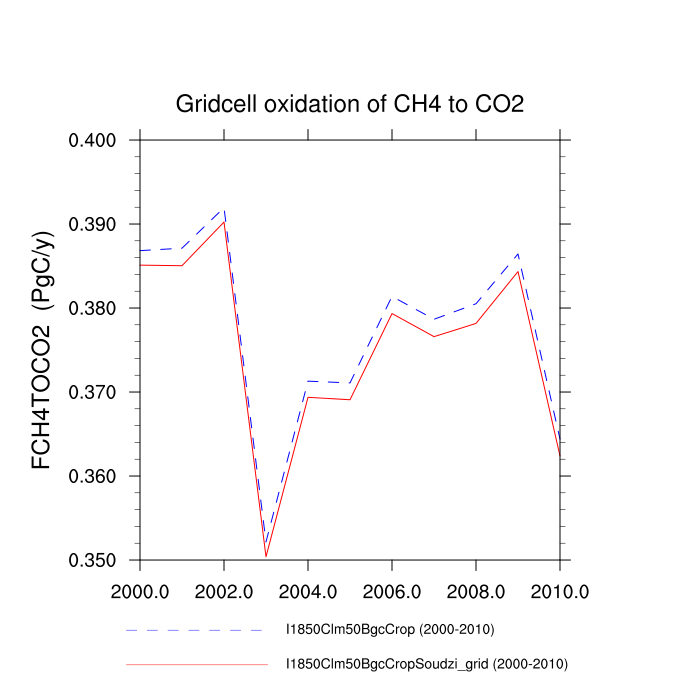 Gridcell oxidation of CH4 to CO2
0.400
0.390
0.380
0.370
0.360
0.350
FCH4TOCO2 (PgC/y)
2000.0 2002.0 2004.0 2006.0 2008.0 2010.0
I1850Clm50BgcCrop (2000-2010)
I1850Clm50BgcCropSoudzi_grid (2000-2010)